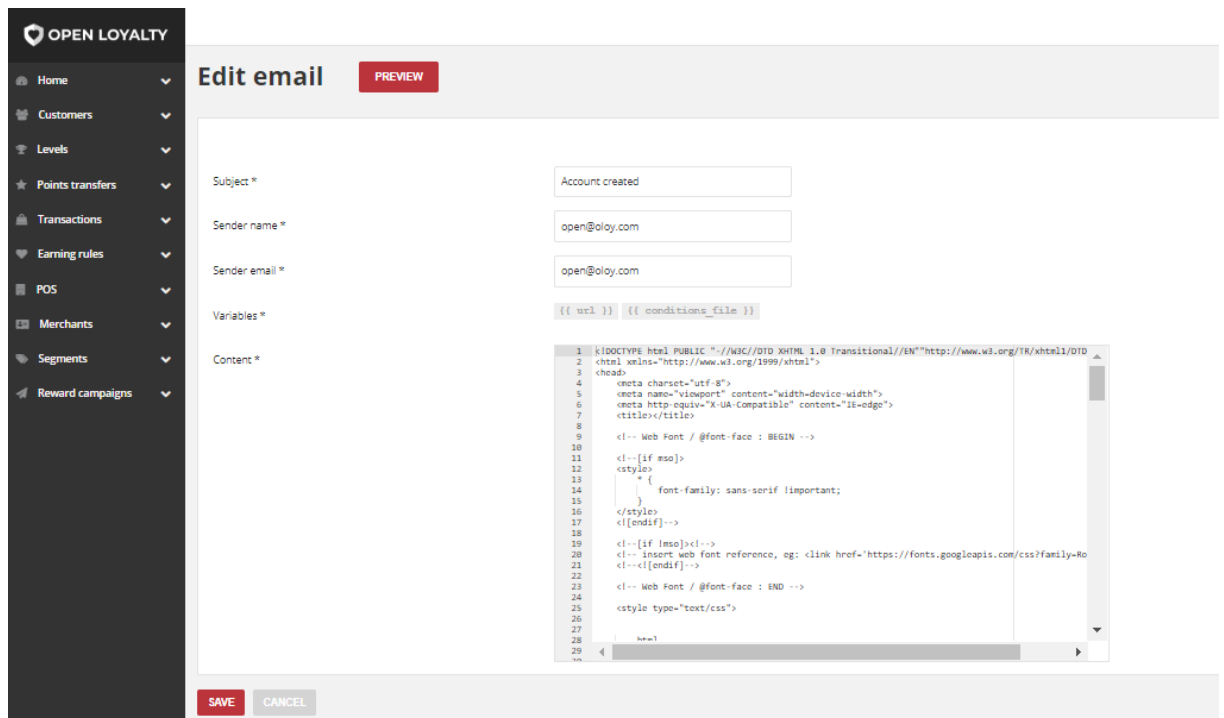 OPEN LOYALTY
Home
Customers
Levels
Points transfers
Transactions
Earning rules
POS
Merchants
Segments
Reward campaigns
Edit email
PREVIEW
Subject *
Account created
Sender name *
open@oloy.com
Sender email *
open@oloy.com
Variables *
{{ url }} {{ conditions_file }}
Content *
1 <!DOCTYPE html PUBLIC "-//W3C//DTD XHTML 1.0 Transitional//EN""http://www.w3.org/TR/xhtml1/DTD
2 <html xmlns="http://www.w3.org/1999/xhtml">
3 <head>
4 <meta charset="utf-8">
5 <meta name="viewport" content="width=device-width">
6 <meta http-equiv="X-UA-Compatible" content="IE=edge">
7 <title></title>
8
9 <!-- Web Font / @font-face : BEGIN -->
10
11 <!--[if mso]>
12 <style>
13 * {
14 font-family: sans-serif !important;
15 }
16 </style>
17 <![endif]-->
18
19 <!--[if !mso]><!-->
20 <!-- insert web font reference, eg: <link href='https://fonts.googleapis.com/css?family=Ro
21 <!--<![endif]-->
22
23 <!-- Web Font / @font-face : END -->
24
25 <style type="text/css">
26
27
28 html
29
SAVE
CANCEL